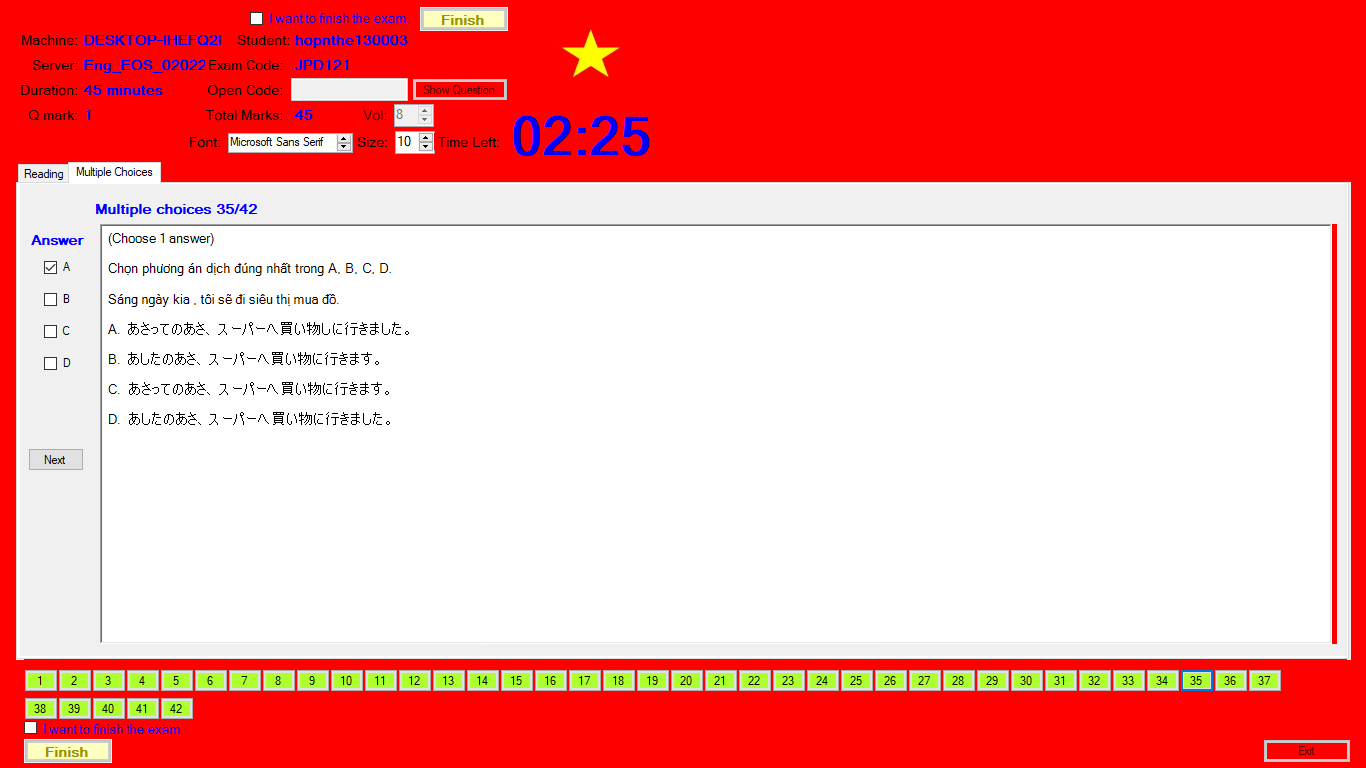 I want to finish the exam.
Finish
Machine: DESKTOP-IHEFQ2I Student: hopnthe130003
Server: Eng_EOS_02022 Exam Code: JPD121
Duration: 45 minutes Open Code: Show Question
Q mark: 1 Total Marks: 45 Vol: 8
Font: Microsoft Sans Serif Size: 10 Time Left: 02:25
Reading Multiple Choices
Multiple choices 35/42
Answer
(Choose 1 answer)
A
Chọn phương án dịch đúng nhất trong A, B, C, D.
B
Sáng ngày kia , tôi sẽ đi siêu thị mua đồ.
C
A. あさってのあさ、スーパーへ買い物しに行きました。
D
B. あしたのあさ、スーパーへ買い物に行きます。
C. あさってのあさ、スーパーへ買い物に行きます。
D. あしたのあさ、スーパーへ買い物に行きました。
Next
1 2 3 4 5 6 7 8 9 10 11 12 13 14 15 16 17 18 19 20 21 22 23 24 25 26 27 28 29 30 31 32 33 34 35 36 37
38 39 40 41 42
I want to finish the exam.
Finish
Exit